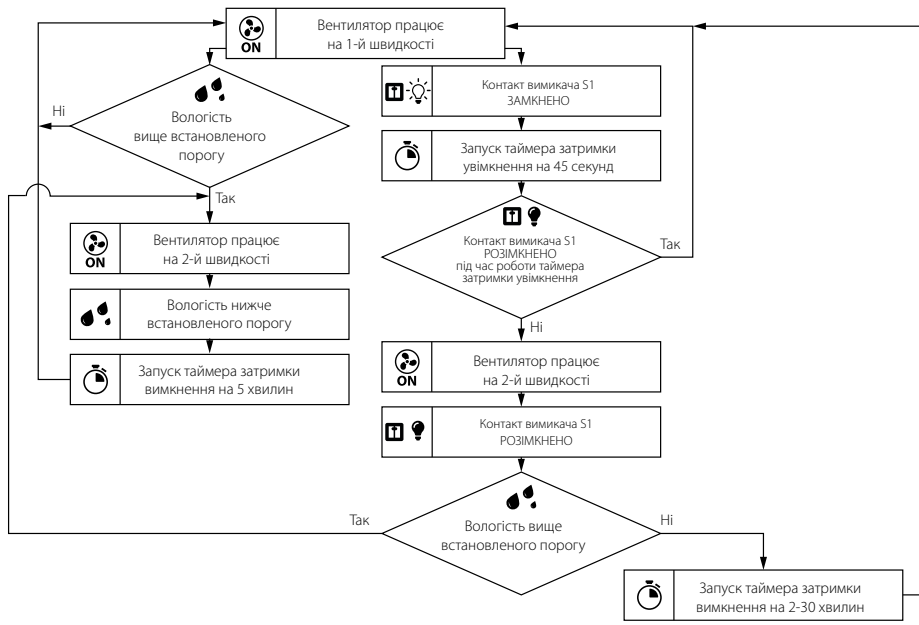 ON
Вентилятор працює
на 1-й швидкості
Ні
Вологість
вище встановленого
порогу
Так
ON
Вентилятор працює
на 2-й швидкості
Вологість нижче
встановленого порогу
Запуск таймера затримки
вимкнення на 5 хвилин
Контакт вимикача S1
ЗАМКНЕНО
Запуск таймера затримки
увімкнення на 45 секунд
Контакт вимикача S1
РОЗІМКНЕНО
під час роботи таймера
затримки увімкнення
Так
Ні
ON
Вентилятор працює
на 2-й швидкості
Контакт вимикача S1
РОЗІМКНЕНО
Так
Вологість вище
встановленого порогу
Ні
Запуск таймера затримки
вимкнення на 2-30 хвилин